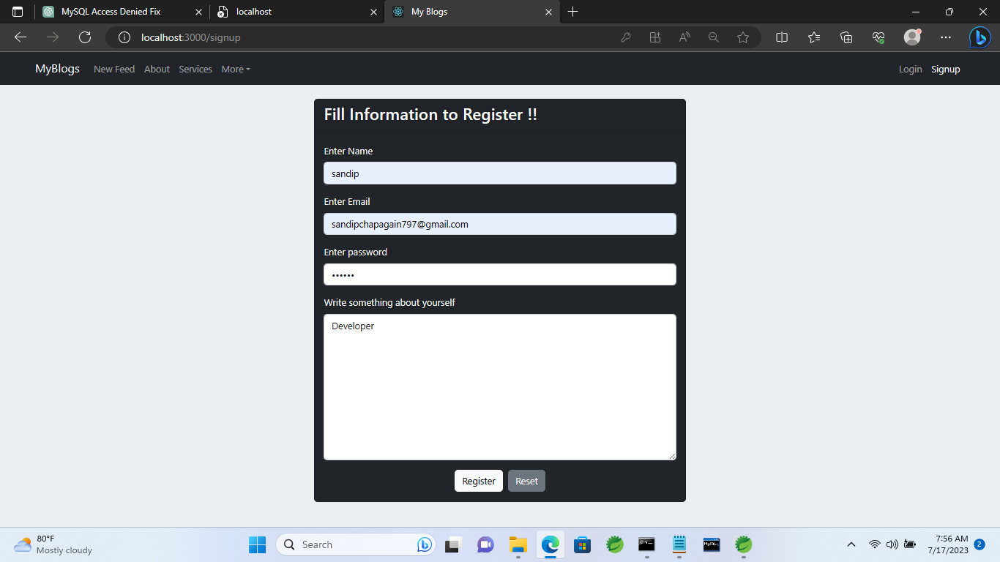 MySQL Access Denied Fix
localhost
My Blogs
localhost:3000/signup
MyBlogs New Feed About Services More
Login Signup
Fill Information to Register !!
Enter Name
sandip
Enter Email
sandipchapagain797@gmail.com
Enter password
••••••
Write something about yourself
Developer
Register Reset
80°F
Mostly cloudy
Search
MySQL
7:56 AM
7/17/2023
2